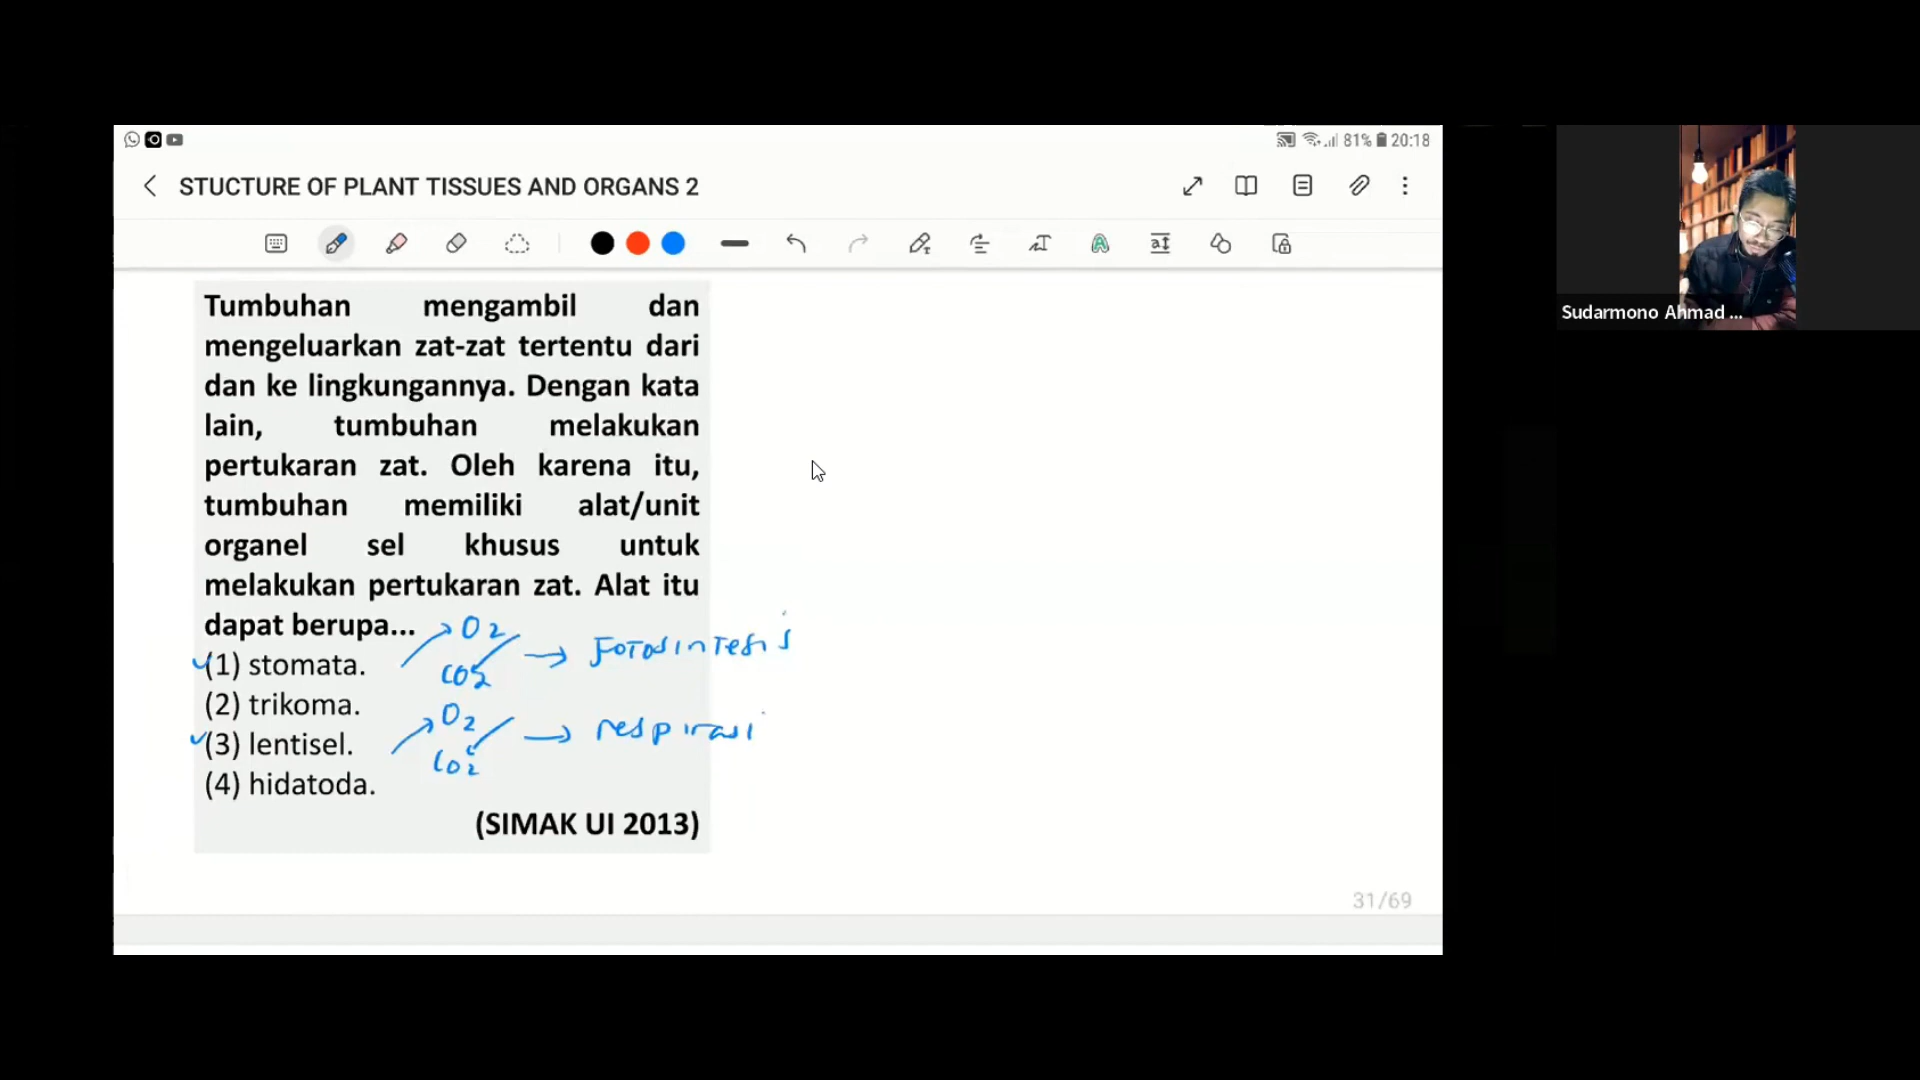 81% 20:18
STUCTURE OF PLANT TISSUES AND ORGANS 2
Tumbuhan mengambil dan
mengeluarkan zat-zat tertentu dari
dan ke lingkungannya. Dengan kata
lain, tumbuhan melakukan
pertukaran zat. Oleh karena itu,
tumbuhan memiliki alat/unit
organel sel khusus untuk
melakukan pertukaran zat. Alat itu
dapat berupa...
O2
(1) stomata. → Fotosintesis
CO2
(2) trikoma.
O2
(3) lentisel. → respirasi
CO2
(4) hidatoda.
(SIMAK UI 2013)
31/69
Sudarmono Ahmad ...